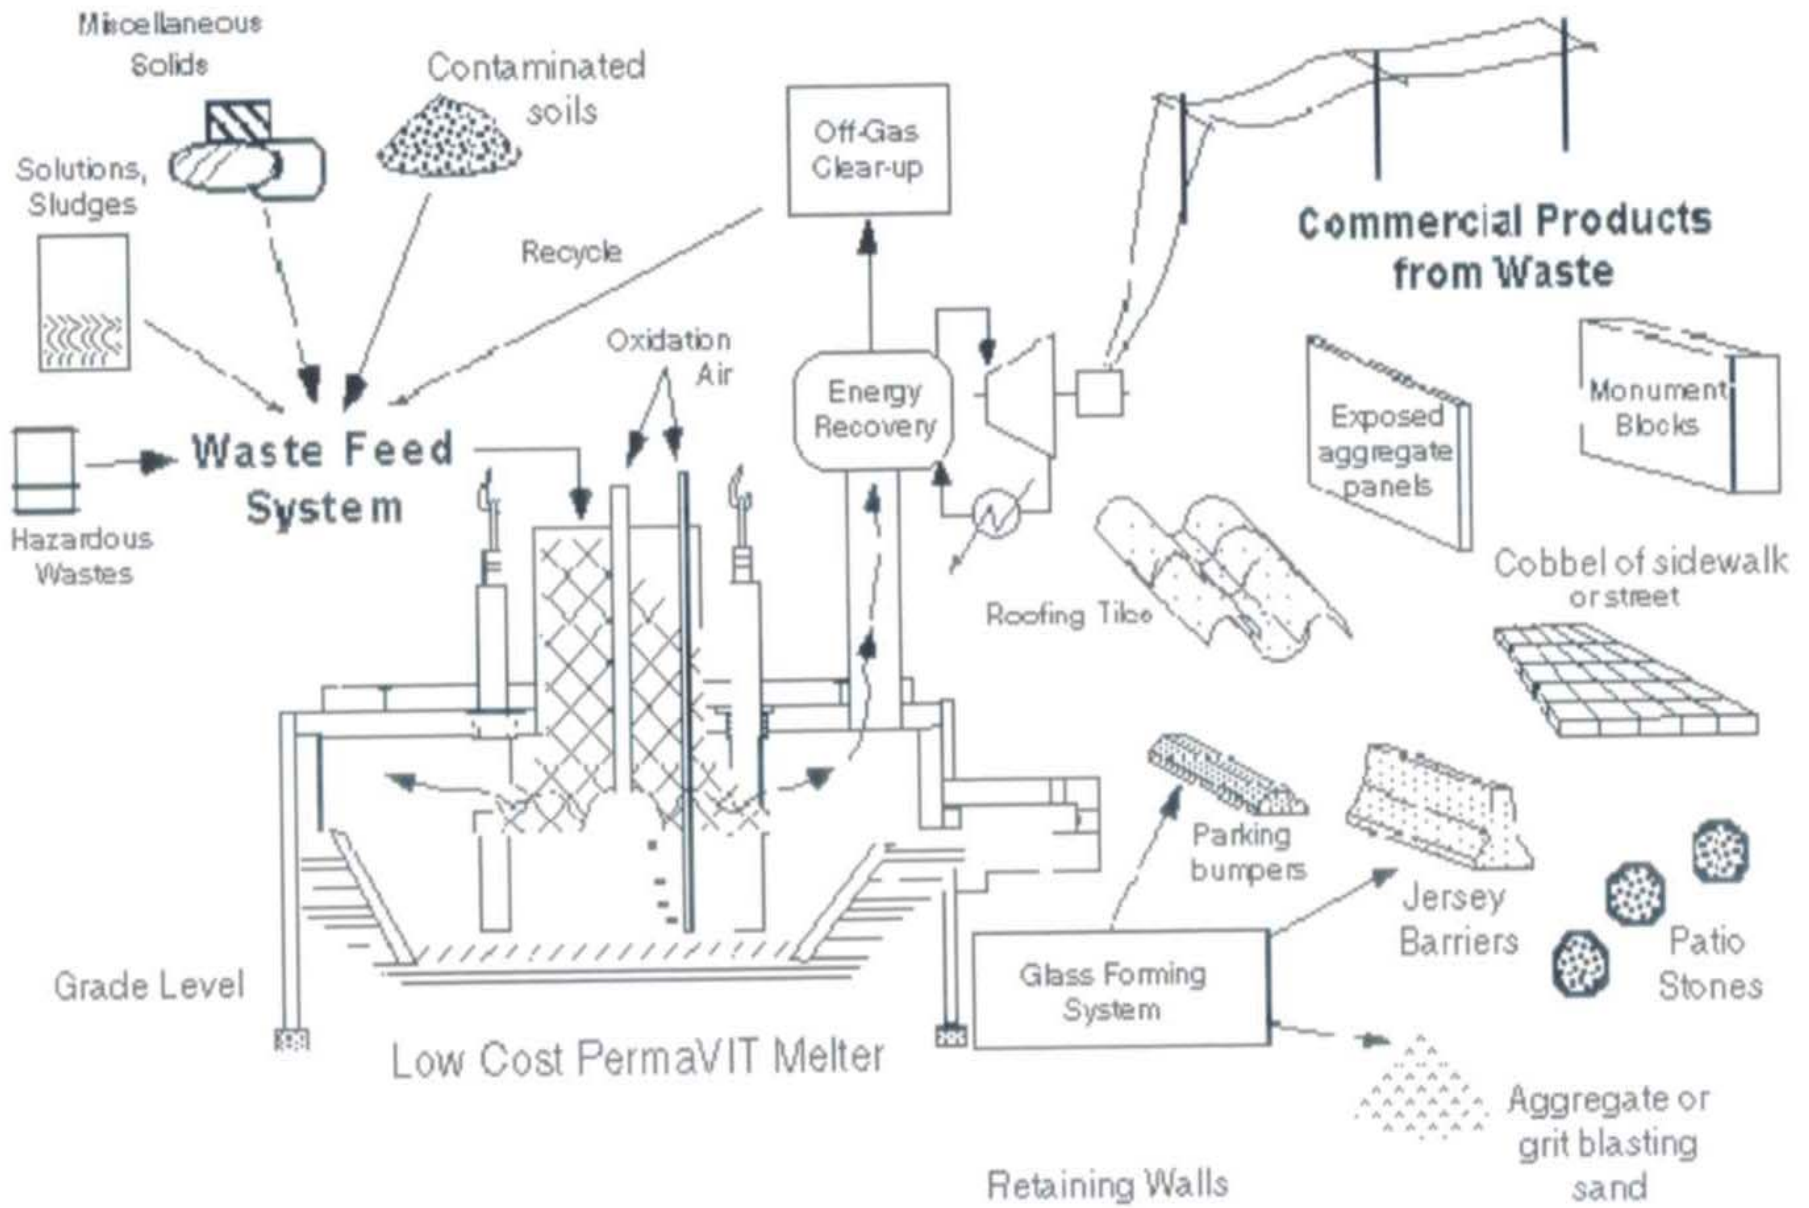 Miscellaneous
Solids
Contaminated
soils
Solutions,
Sludges
Off-Gas
Clear-up
Recycle
Commercial Products
from Waste
Oxidation
Air
Energy
Recovery
Exposed
aggregate
panels
Monument
Blocks
Waste Feed
System
Hazardous
Wastes
Cobbel of sidewalk
or street
Roofing Tiles
Parking
bumpers
Jersey
Barriers
Patio
Stones
Grade Level
Glass Forming
System
Low Cost PermaVIT Melter
Aggregate or
grit blasting
sand
Retaining Walls